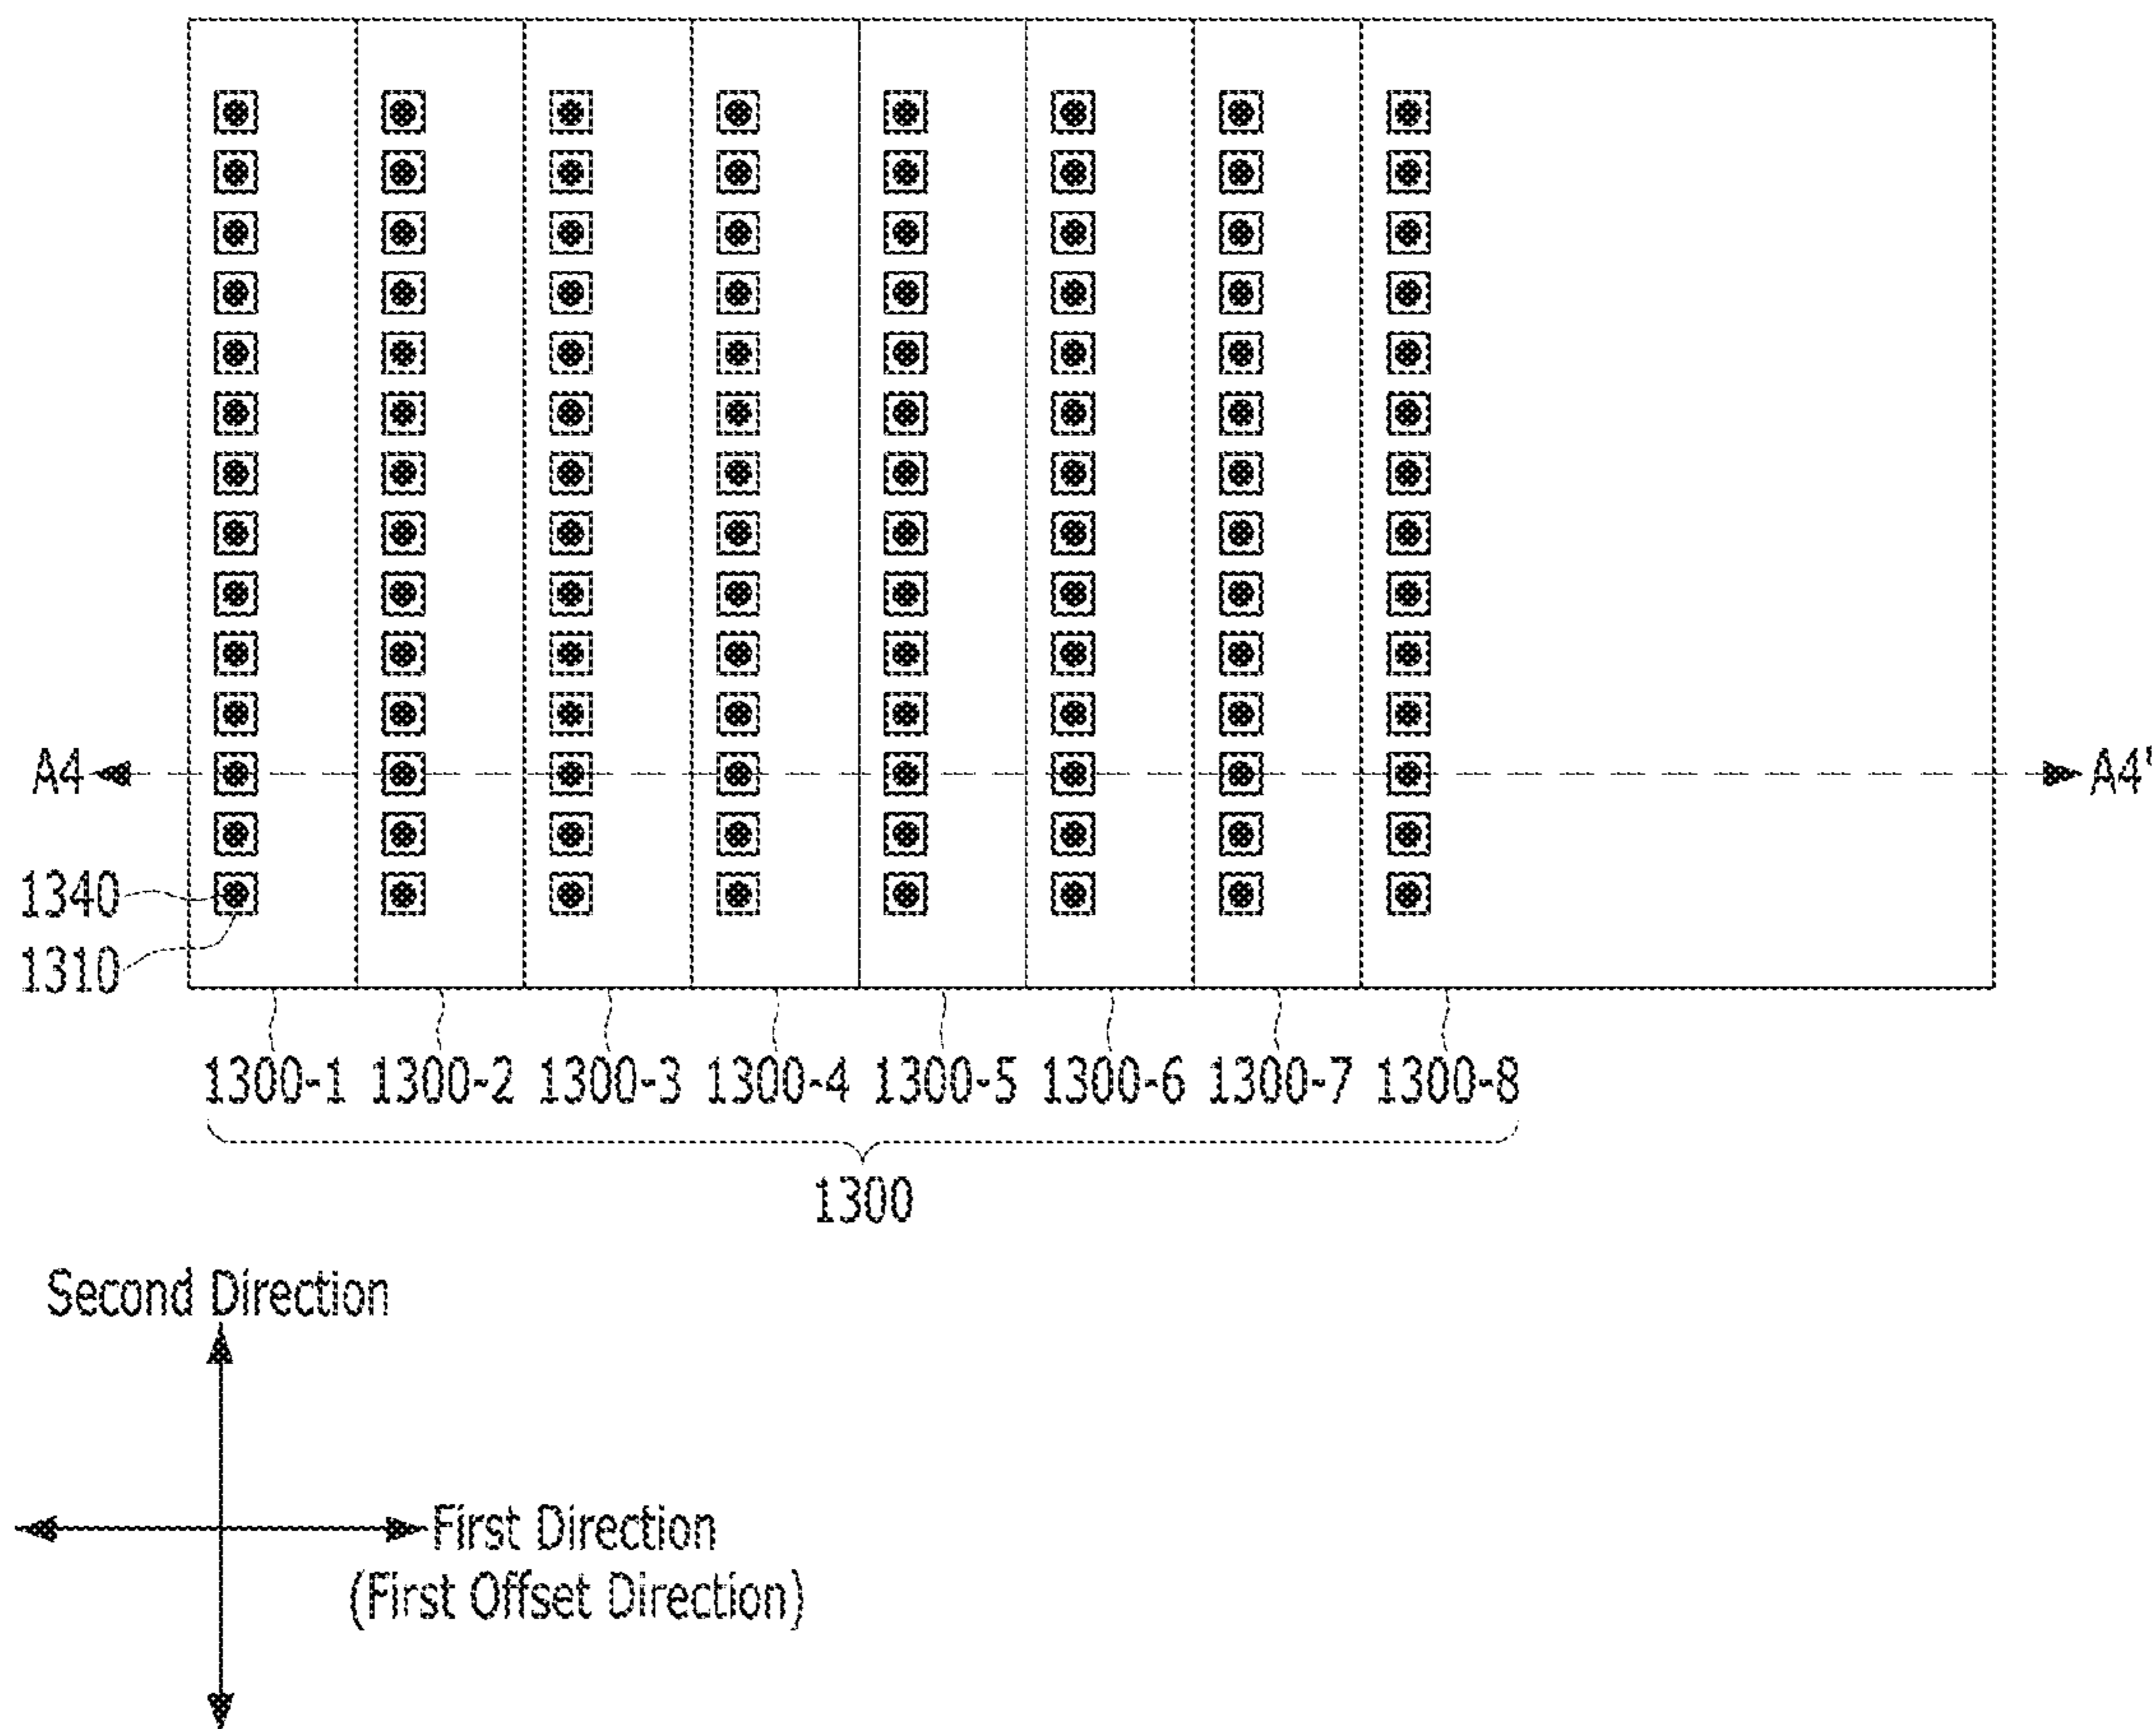 A4
A4'
1340
1310
1300-1 1300-2 1300-3 1300-4 1300-5 1300-6 1300-7 1300-8
1300
Second Direction
First Direction
(First Offset Direction)